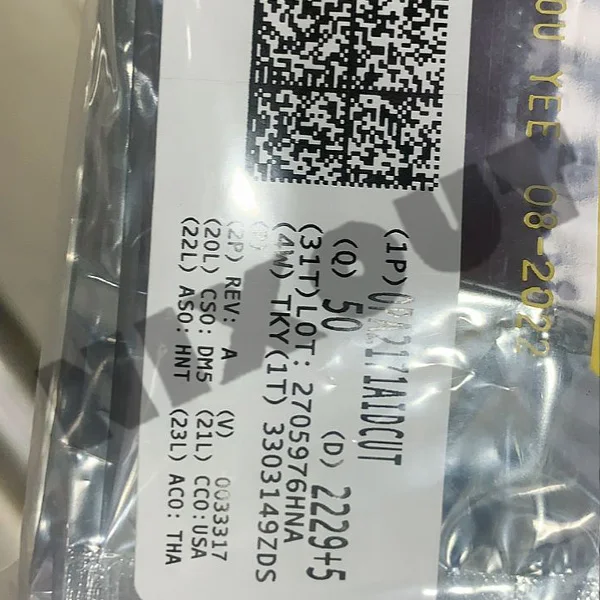 (1P)OPA2171AIDCUT
(Q) 50 (D) 2229+5
(31T)LOT: 2705976HNA
(4W) TKY(1T) 3303149ZDS
(P)
(2P) REV: A (V) 0033317
(20L) CSO: DM5 (21L) CCO:USA
(22L) ASO: HNT (23L) ACO: THA
OU YEE 08-2022